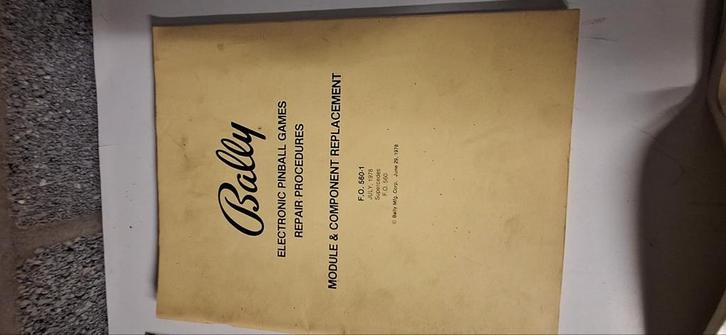 Bally
ELECTRONIC PINBALL GAMES
REPAIR PROCEDURES
MODULE & COMPONENT REPLACEMENT
F.O. 560-1
JULY, 1978
Supersedes
F.O. 560
© Bally Mfg. Corp. June 29, 1978